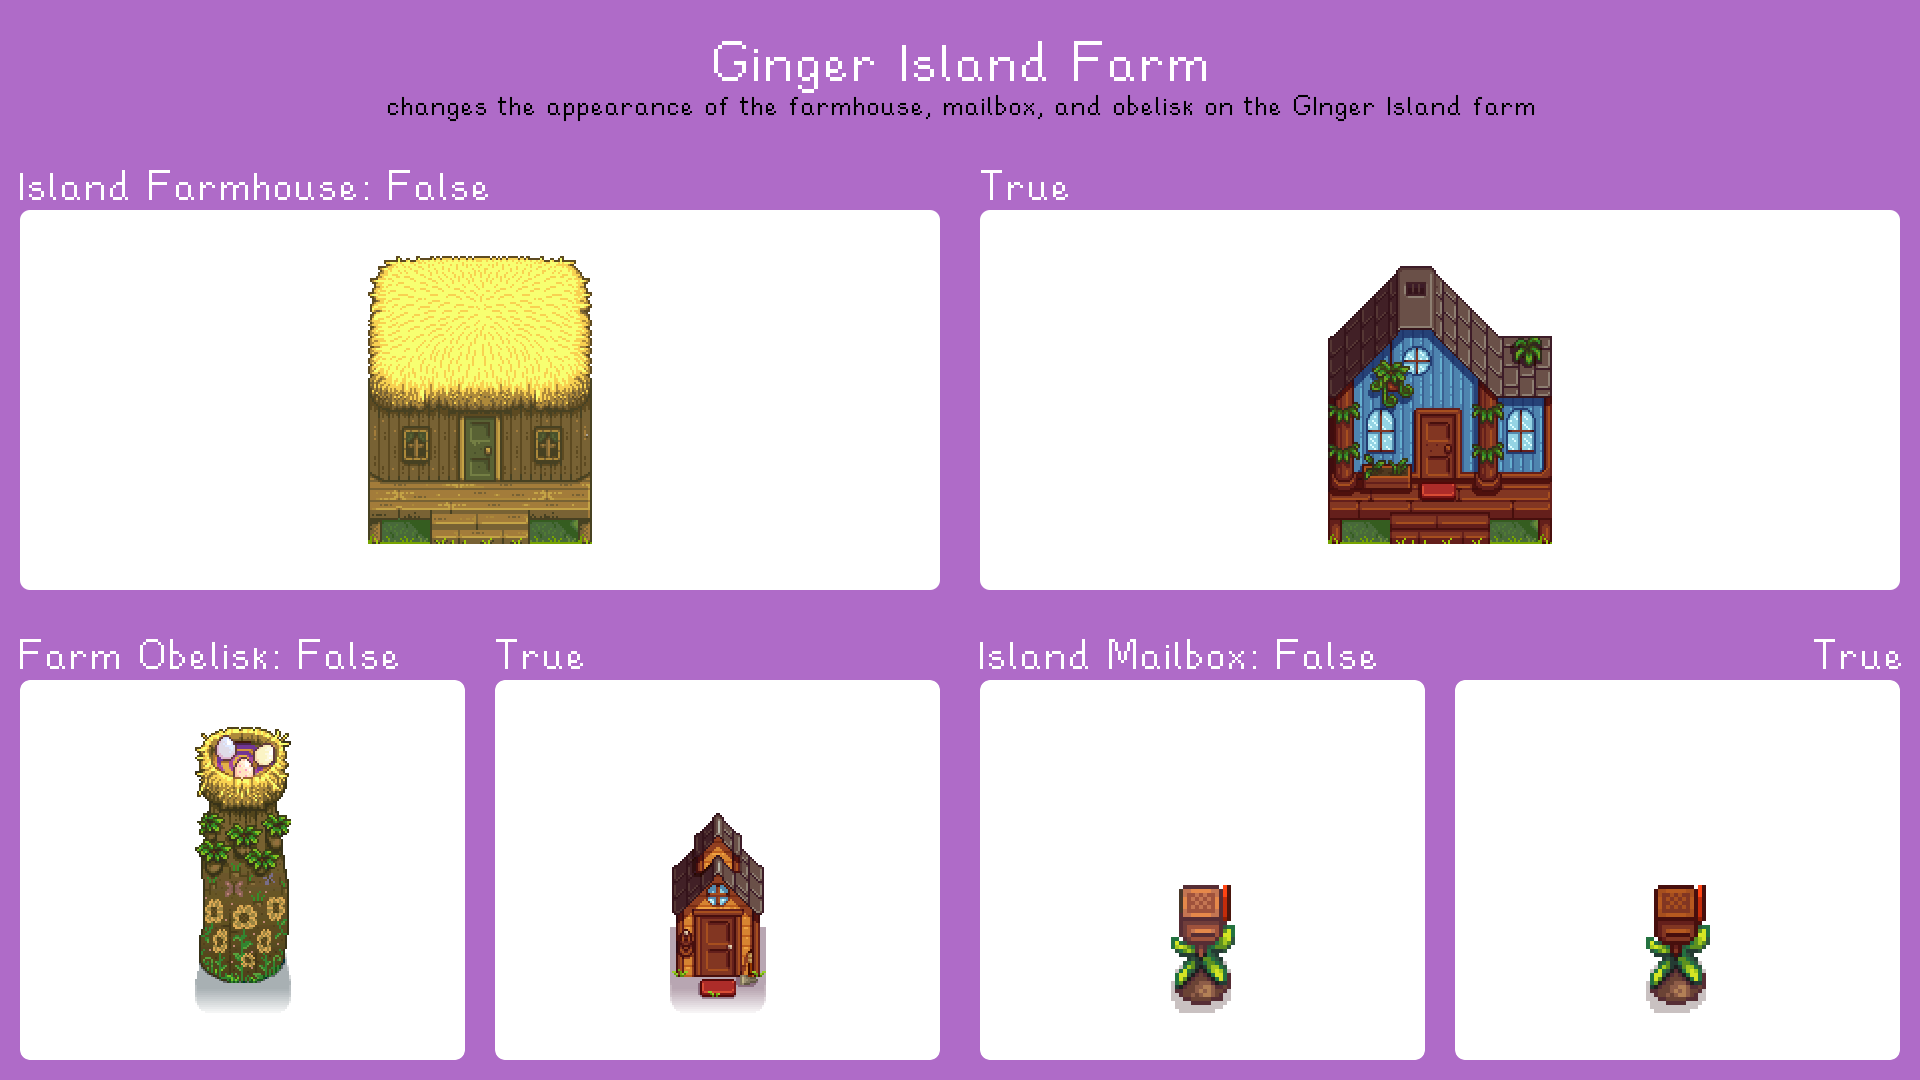 Ginger Island Farm
changes the appearance of the farmhouse, mailbox, and obelisk on the GInger Island farm
Island Farmhouse: False
True
Farm Obelisk: False
True
Island Mailbox: False
True